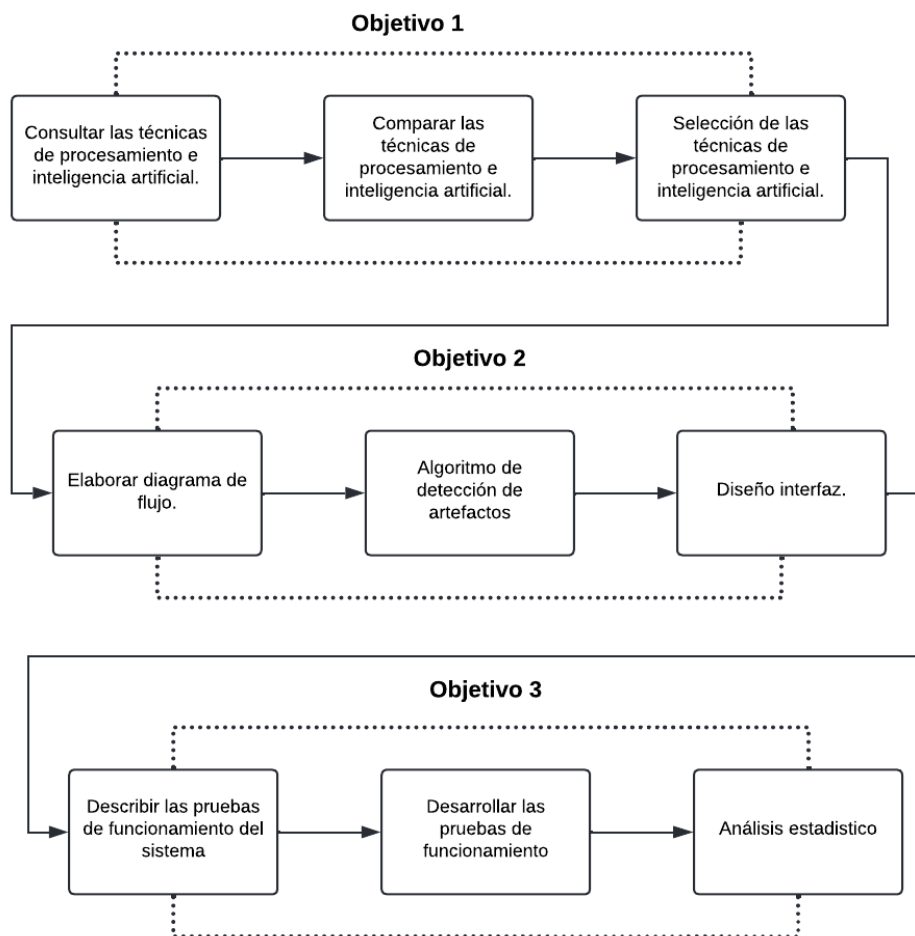 Objetivo 1
Consultar las técnicas
de procesamiento e
inteligencia artificial.
Comparar las
técnicas de
procesamiento e
inteligencia artificial.
Selección de las
técnicas de
procesamiento e
inteligencia artificial.
Objetivo 2
Elaborar diagrama de
flujo.
Algoritmo de
detección de
artefactos
Diseño interfaz.
Objetivo 3
Describir las pruebas
de funcionamiento del
sistema
Desarrollar las
pruebas de
funcionamiento
Análisis estadistico